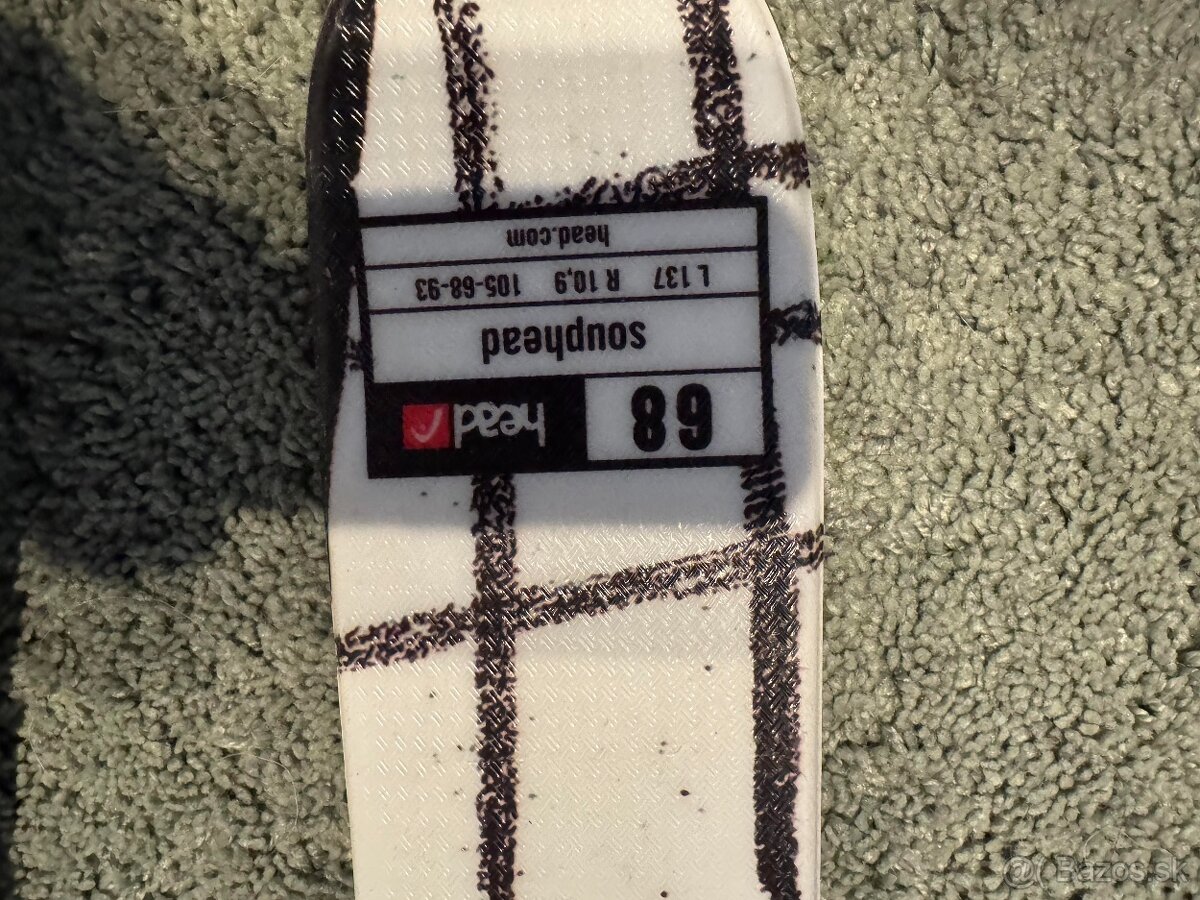 68 head
souphead
L 137 R 10,9 105-68-93
head.com
@ Bazos.sk